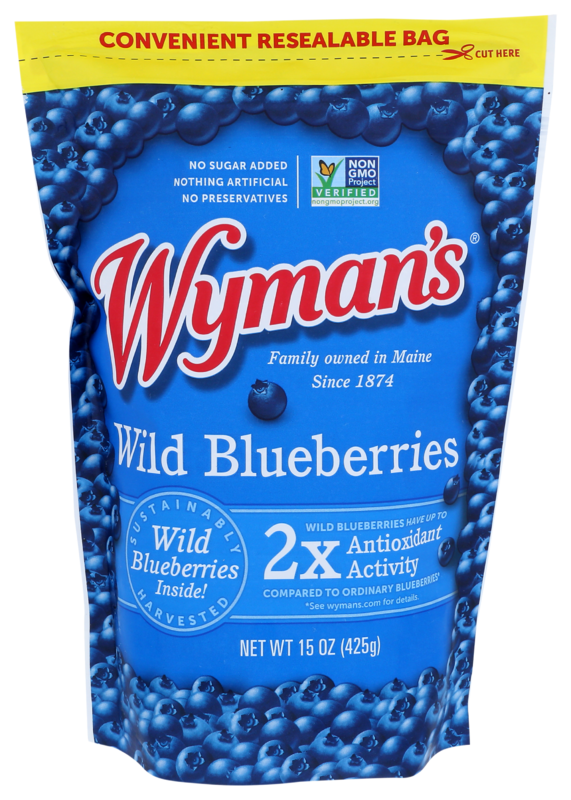 CONVENIENT RESEALABLE BAG
CUT HERE
NO SUGAR ADDED
NOTHING ARTIFICIAL
NO PRESERVATIVES
NON
GMO
Project
VERIFIED
nongmoproject.org
Wyman's®
Family owned in Maine
Since 1874
Wild Blueberries
SUSTAINABLY
Wild
Blueberries
Inside!
HARVESTED
WILD BLUEBERRIES HAVE UP TO
2x Antioxidant
Activity
COMPARED TO ORDINARY BLUEBERRIES*
*See wymans.com for details.
NET WT 15 OZ (425g)